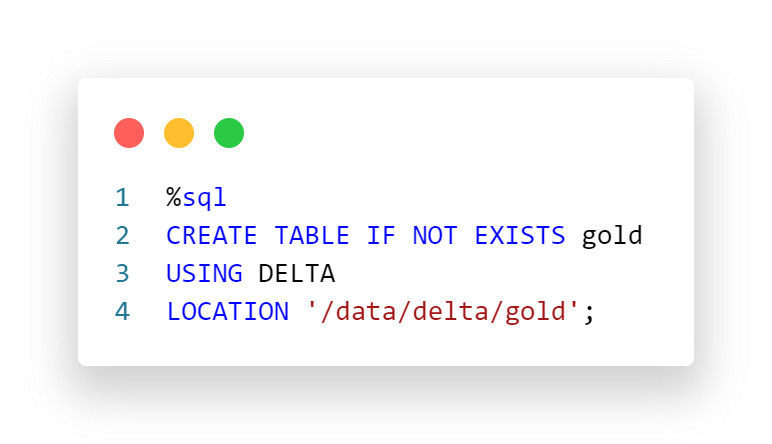 1 %sql
2 CREATE TABLE IF NOT EXISTS gold
3 USING DELTA
4 LOCATION '/data/delta/gold';